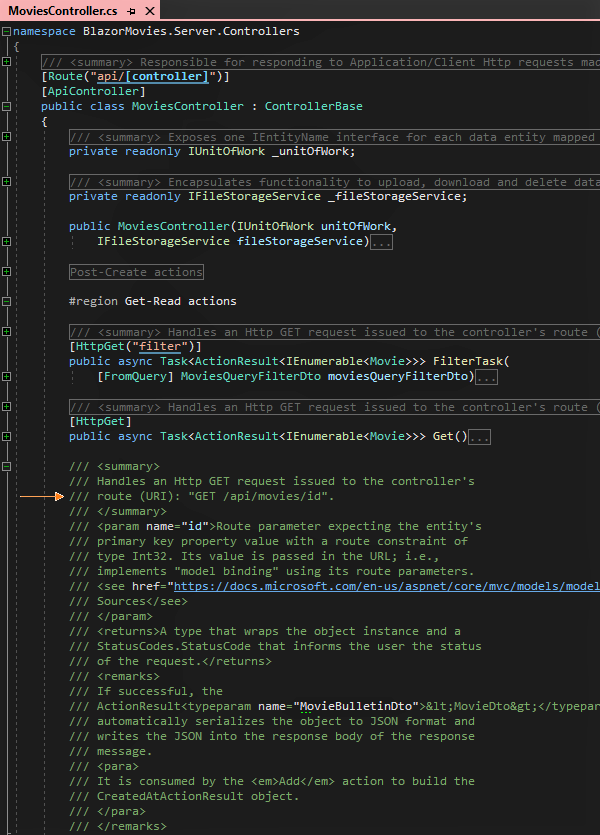 MoviesController.cs
namespace BlazorMovies.Server.Controllers
{
/// <summary> Responsible for responding to Application/Client Http requests mad
[Route("api/[controller]")]
[ApiController]
public class MoviesController : ControllerBase
{
/// <summary> Exposes one IEntityName interface for each data entity mapped
private readonly IUnitOfWork _unitOfWork;
/// <summary> Encapsulates functionality to upload, download and delete data
private readonly IFileStorageService _fileStorageService;
public MoviesController(IUnitOfWork unitOfWork,
IFileStorageService fileStorageService)...
Post-Create actions
#region Get-Read actions
/// <summary> Handles an Http GET request issued to the controller's route (
[HttpGet("filter")]
public async Task<ActionResult<IEnumerable<Movie>>> FilterTask(
[FromQuery] MoviesQueryFilterDto moviesQueryFilterDto)...
/// <summary> Handles an Http GET request issued to the controller's route (
[HttpGet]
public async Task<ActionResult<IEnumerable<Movie>>> Get()...
/// <summary>
/// Handles an Http GET request issued to the controller's
/// route (URI): "GET /api/movies/id".
/// </summary>
/// <param name="id">Route parameter expecting the entity's
/// primary key property value with a route constraint of
/// type Int32. Its value is passed in the URL; i.e.,
/// implements "model binding" using its route parameters.
/// <see href="https://docs.microsoft.com/en-us/aspnet/core/mvc/models/model
/// Sources</see>
/// </param>
/// <returns>A type that wraps the object instance and a
/// StatusCodes.StatusCode that informs the user the status
/// of the request.</returns>
/// <remarks>
/// If successful, the
/// ActionResult<typeparam name="MovieBulletinDto">&lt;MovieDto&gt;</typepar
/// automatically serializes the object to JSON format and
/// writes the JSON into the response body of the response
/// message.
/// <para>
/// It is consumed by the <em>Add</em> action to build the
/// CreatedAtActionResult object.
/// </para>
/// </remarks>